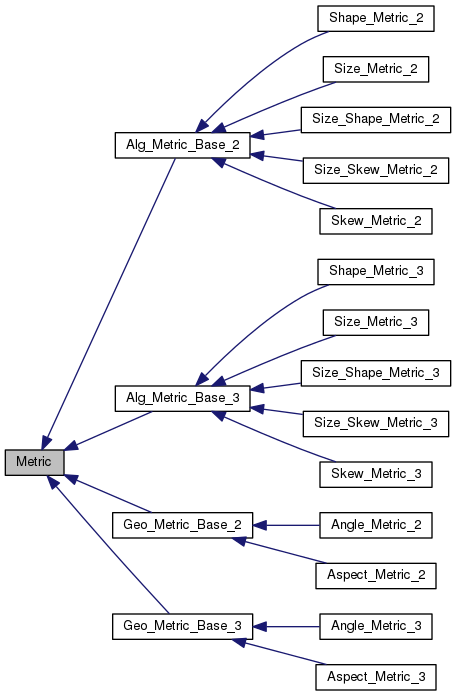 Shape_Metric_2
Size_Metric_2
Size_Shape_Metric_2
Alg_Metric_Base_2
Size_Skew_Metric_2
Skew_Metric_2
Shape_Metric_3
Size_Metric_3
Size_Shape_Metric_3
Alg_Metric_Base_3
Size_Skew_Metric_3
Metric
Skew_Metric_3
Geo_Metric_Base_2
Angle_Metric_2
Aspect_Metric_2
Geo_Metric_Base_3
Angle_Metric_3
Aspect_Metric_3